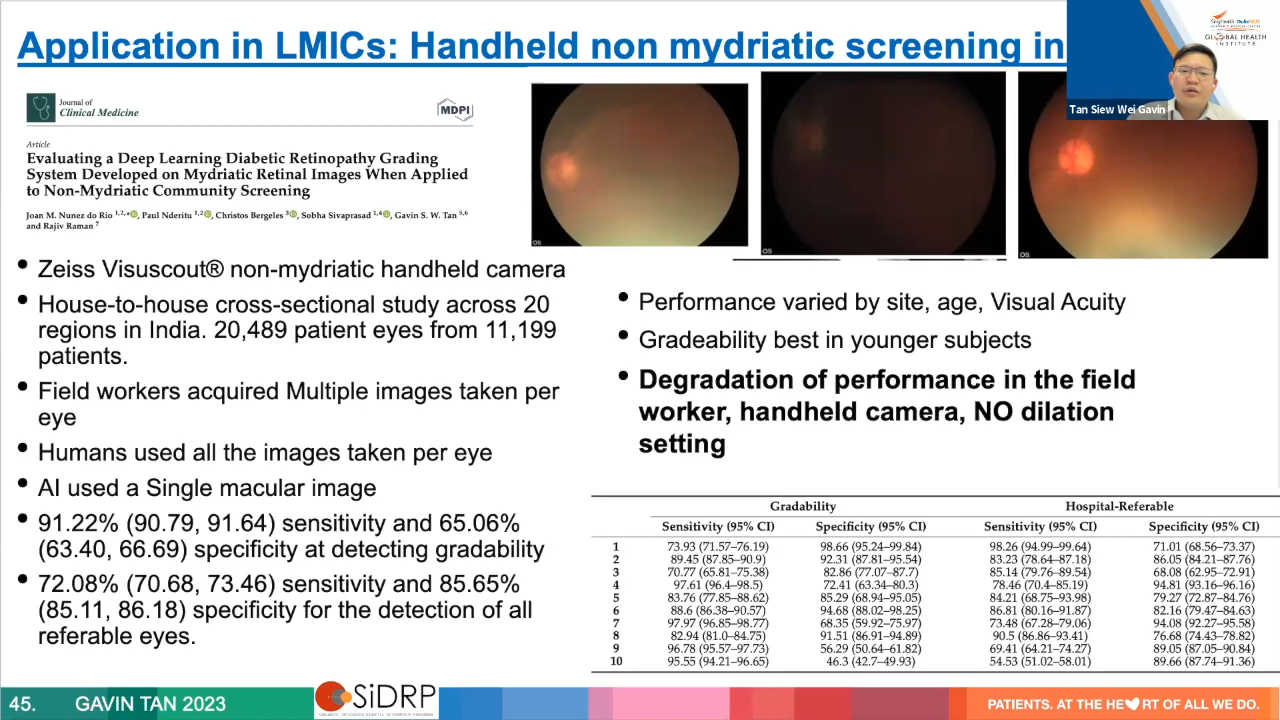 Application in LMICs: Handheld non mydriatic screening in
SingHealth DukeNUS
ACADEMIC MEDICAL CENTRE
GLOBAL HEALTH
INSTITUTE
Tan Siew Wei Gavin
Journal of
Clinical Medicine
MDPI
Article
Evaluating a Deep Learning Diabetic Retinopathy Grading
System Developed on Mydriatic Retinal Images When Applied
to Non-Mydriatic Community Screening
Joan M. Nunez do Rio 1,2,*, Paul Nderitu 1,2, Christos Bergeles 3, Sobha Sivaprasad 1,4, Gavin S. W. Tan 5,6
and Rajiv Raman 7
OS
OS
OS
• Zeiss Visuscout® non-mydriatic handheld camera
• House-to-house cross-sectional study across 20
regions in India. 20,489 patient eyes from 11,199
patients.
• Field workers acquired Multiple images taken per
eye
• Humans used all the images taken per eye
• AI used a Single macular image
• 91.22% (90.79, 91.64) sensitivity and 65.06%
(63.40, 66.69) specificity at detecting gradability
• 72.08% (70.68, 73.46) sensitivity and 85.65%
(85.11, 86.18) specificity for the detection of all
referable eyes.
• Performance varied by site, age, Visual Acuity
• Gradeability best in younger subjects
• Degradation of performance in the field
worker, handheld camera, NO dilation
setting
Gradability Hospital-Referable
Sensitivity (95% CI) Specificity (95% CI) Sensitivity (95% CI) Specificity (95% CI)
1 73.93 (71.57–76.19) 98.66 (95.24–99.84) 98.26 (94.99–99.64) 71.01 (68.56–73.37)
2 89.45 (87.85–90.9) 92.31 (87.81–95.54) 83.23 (78.64–87.18) 86.05 (84.21–87.76)
3 70.77 (65.81–75.38) 82.86 (77.07–87.7) 85.14 (79.76–89.54) 68.08 (62.95–72.91)
4 97.61 (96.4–98.5) 72.41 (63.34–80.3) 78.46 (70.4–85.19) 94.81 (93.16–96.16)
5 83.76 (77.85–88.62) 85.29 (68.94–95.05) 84.21 (68.75–93.98) 79.27 (72.87–84.76)
6 88.6 (86.38–90.57) 94.68 (88.02–98.25) 86.81 (80.16–91.87) 82.16 (79.47–84.63)
7 97.97 (96.85–98.77) 68.35 (59.92–75.97) 73.48 (67.28–79.06) 94.08 (92.27–95.58)
8 82.94 (81.0–84.75) 91.51 (86.91–94.89) 90.5 (86.86–93.41) 76.68 (74.43–78.82)
9 96.78 (95.57–97.73) 56.29 (50.64–61.82) 69.41 (64.21–74.27) 89.05 (87.05–90.84)
10 95.55 (94.21–96.65) 46.3 (42.7–49.93) 54.53 (51.02–58.01) 89.66 (87.74–91.36)
45. GAVIN TAN 2023
SiDRP
PATIENTS. AT THE HE RT OF ALL WE DO.